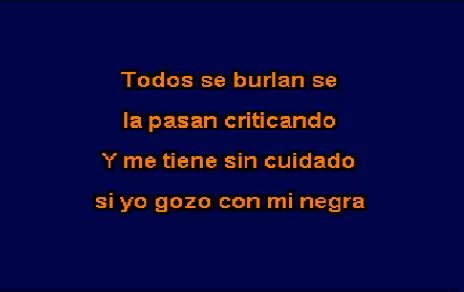 Todos se burlan se
la pasan criticando
Y me tiene sin cuidado
si yo gozo con mi negra